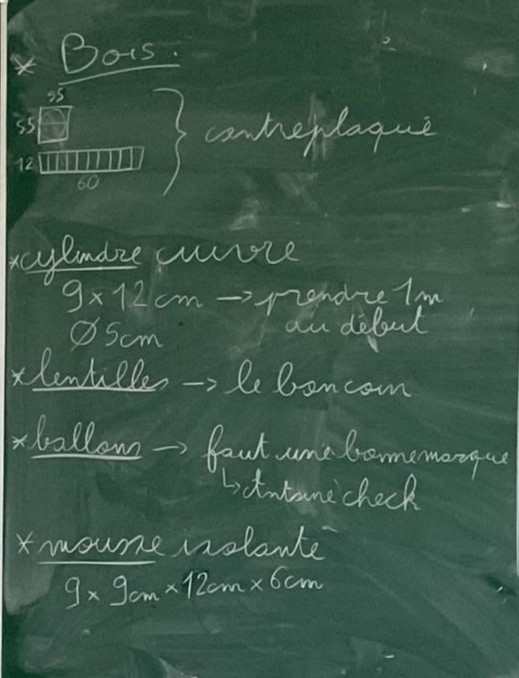 * Bois.
55
55
contreplaqué
12
60
* cylindre cuivre
9 x 12 cm → prendre 1m
Ø 5cm au début
* lentilles → le boncoin
* ballons → faut une bonne marque
↳ Antoine check
* mousse isolante
9 x 9cm x 12cm x 6cm